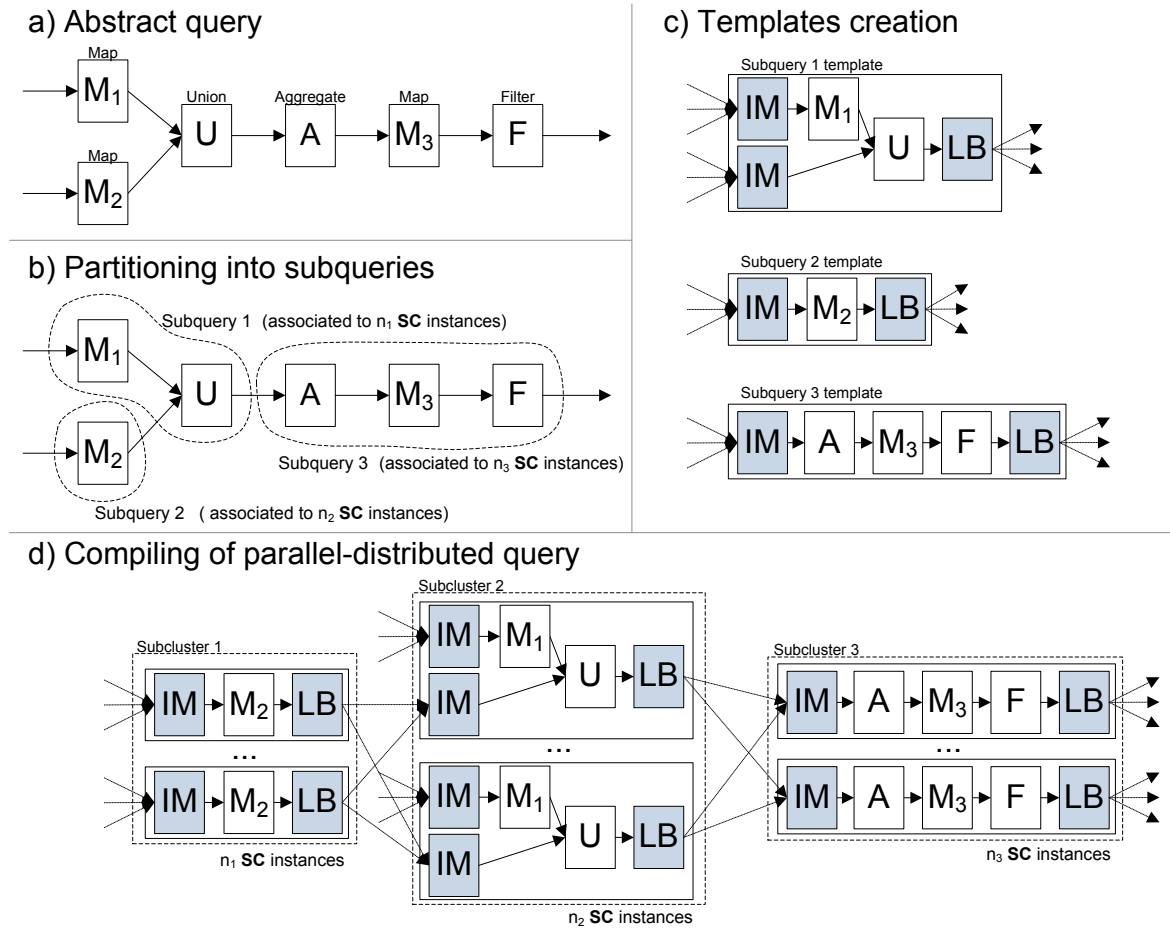 a) Abstract query
Map
M1
Map
M2
Union
U
Aggregate
A
Map
M3
Filter
F
b) Partitioning into subqueries
Subquery 1 (associated to n1 SC instances)
M1
M2
U
A
M3
F
Subquery 3 (associated to n3 SC instances)
Subquery 2 ( associated to n2 SC instances)
c) Templates creation
Subquery 1 template
IM
M1
IM
U
LB
Subquery 2 template
IM
M2
LB
Subquery 3 template
IM
A
M3
F
LB
d) Compiling of parallel-distributed query
Subcluster 1
IM
M2
LB
...
IM
M2
LB
n1 SC instances
Subcluster 2
IM
M1
IM
U
LB
...
IM
M1
IM
U
LB
n2 SC instances
Subcluster 3
IM
A
M3
F
LB
...
IM
A
M3
F
LB
n3 SC instances